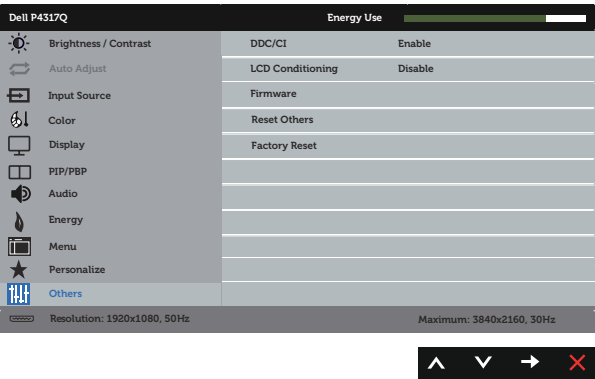 Dell P4317Q Energy Use
Brightness / Contrast DDC/CI Enable
Auto Adjust LCD Conditioning Disable
Input Source Firmware
Color Reset Others
Display Factory Reset
PIP/PBP
Audio
Energy
Menu
Personalize
Others
Resolution: 1920x1080, 50Hz Maximum: 3840x2160, 30Hz